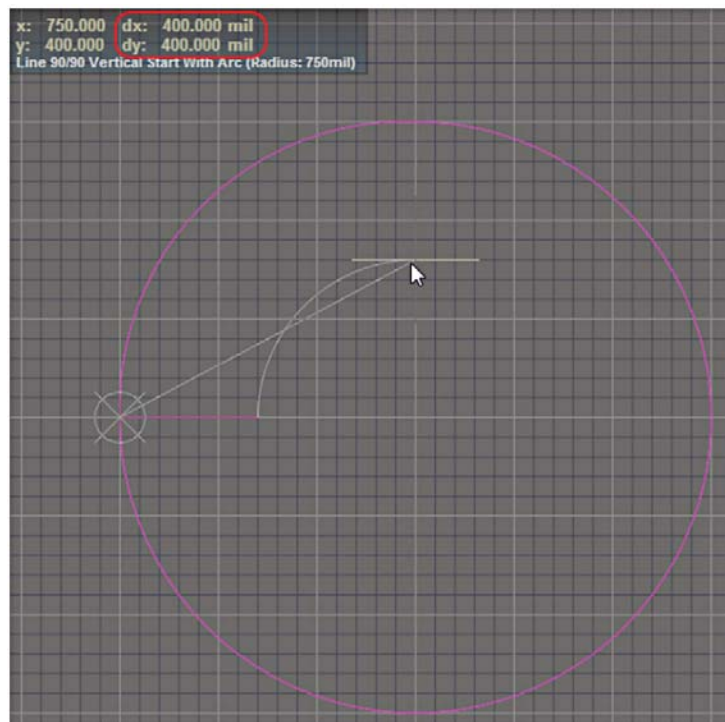 x: 750.000 dx: 400.000 mil
y: 400.000 dy: 400.000 mil
Line 90/90 Vertical Start With Arc (Radius: 750mil)